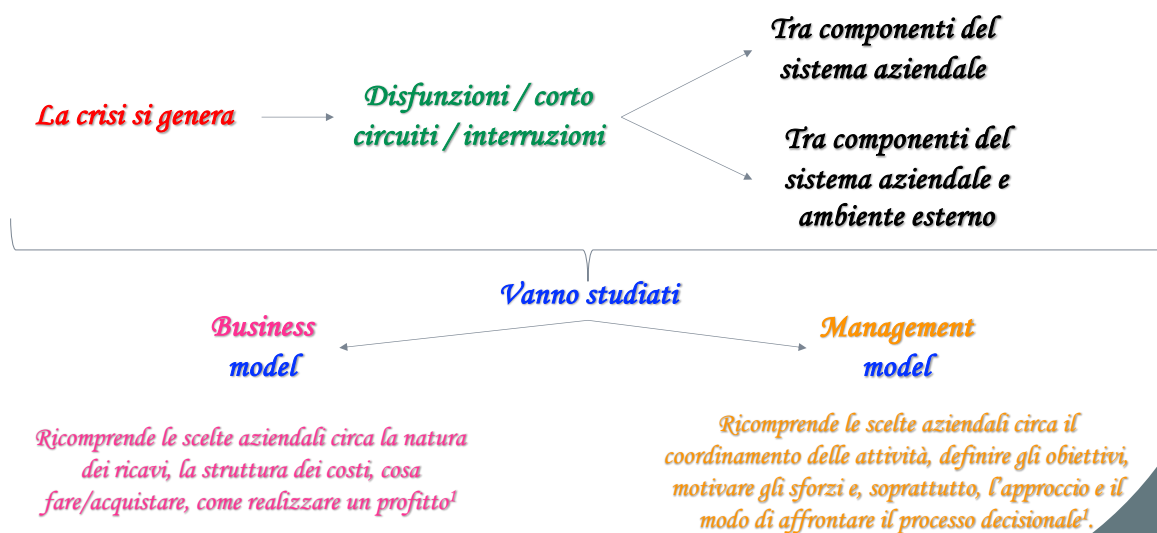 La crisi si genera
Disfunzioni / corto
circuiti / interruzioni
Tra componenti del
sistema aziendale
Tra componenti del
sistema aziendale e
ambiente esterno
Vanno studiati
Business
model
Management
model
Ricomprende le scelte aziendali circa la natura
dei ricavi, la struttura dei costi, cosa
fare/acquistare, come realizzare un profitto¹
Ricomprende le scelte aziendali circa il
coordinamento delle attività, definire gli obiettivi,
motivare gli sforzi e, soprattutto, l'approccio e il
modo di affrontare il processo decisionale¹.